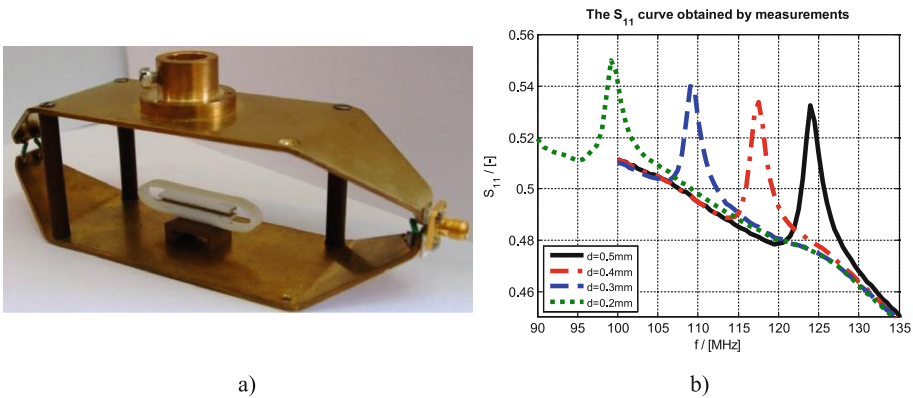 The S11 curve obtained by measurements
0.56
0.54
0.52
0.5
0.48
0.46
S11 / [-]
d=0.5mm
d=0.4mm
d=0.3mm
d=0.2mm
90 95 100 105 110 115 120 125 130 135
f / [MHz]
a) b)